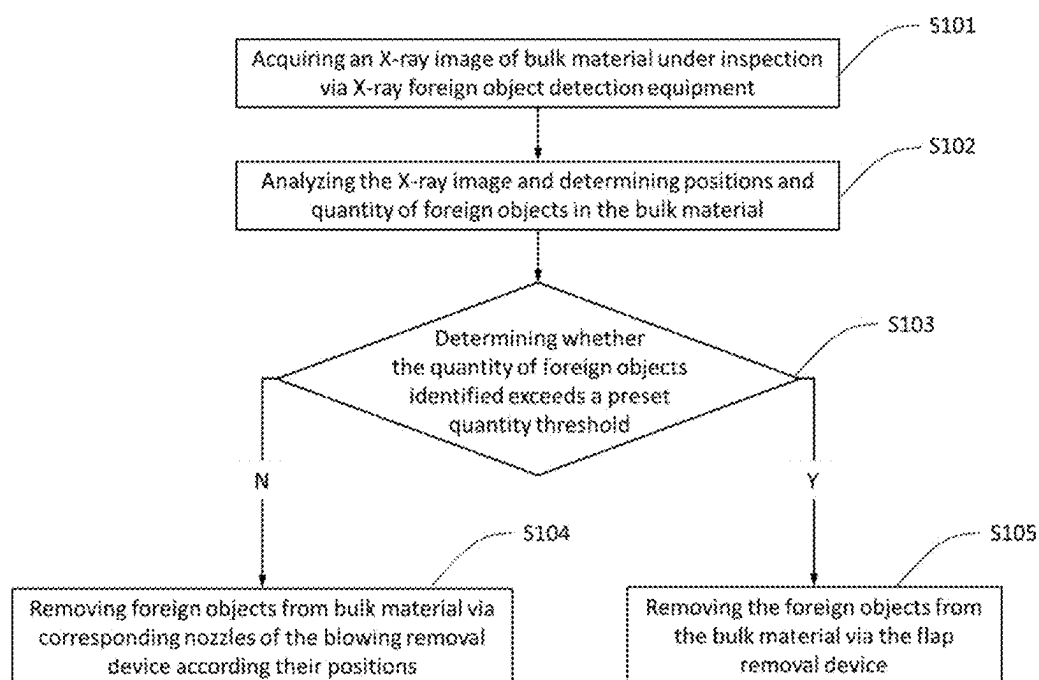 S101
Acquiring an X-ray image of bulk material under inspection
via X-ray foreign object detection equipment
S102
Analyzing the X-ray image and determining positions and
quantity of foreign objects in the bulk material
S103
Determining whether
the quantity of foreign objects
identified exceeds a preset
quantity threshold
N
Y
S104
S105
Removing foreign objects from bulk material via
corresponding nozzles of the blowing removal
device according their positions
Removing the foreign objects from
the bulk material via the flap
removal device